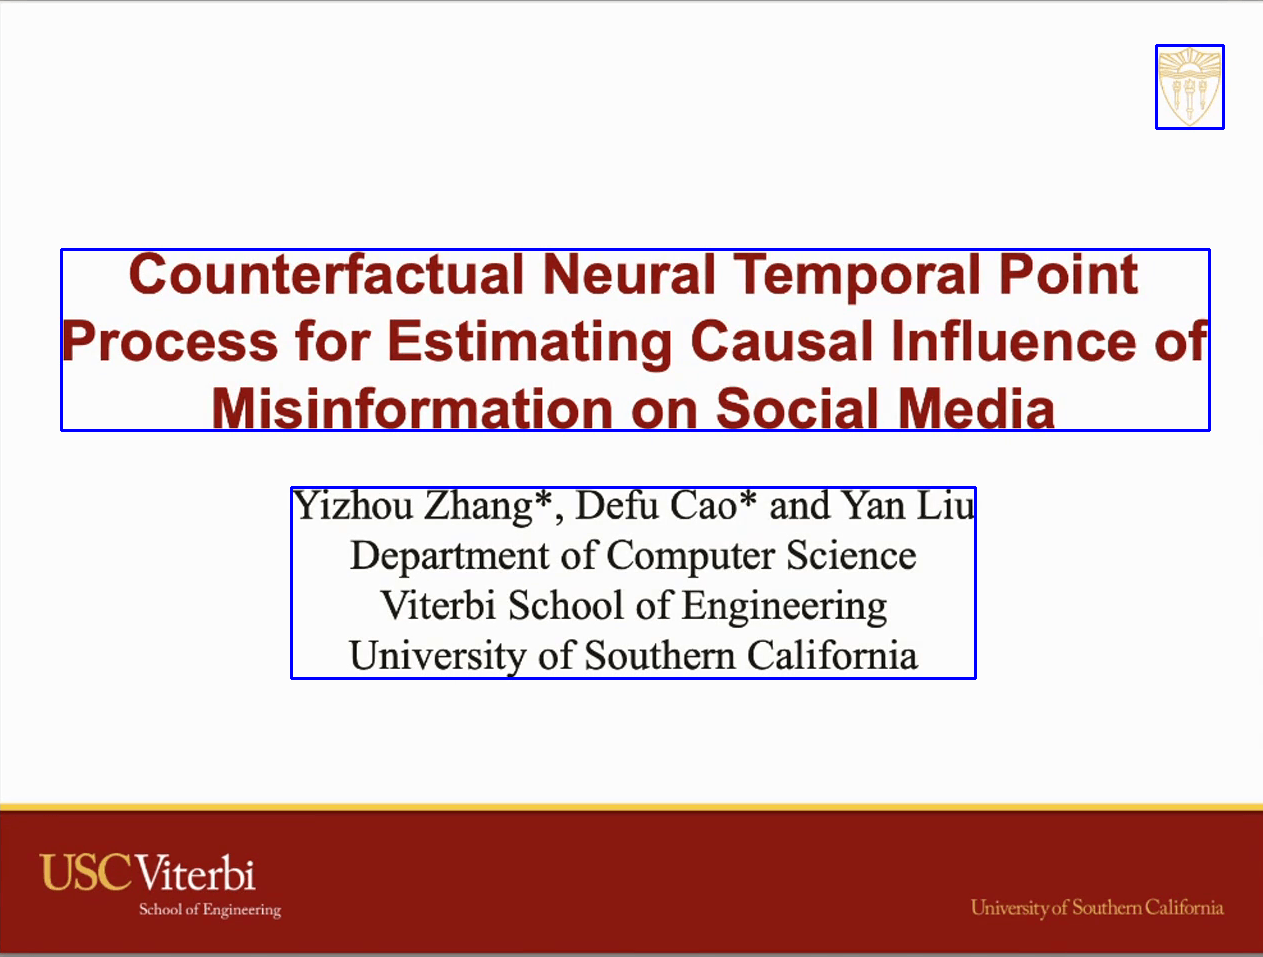 Counterfactual Neural Temporal Point
Process for Estimating Causal Influence of
Misinformation on Social Media
Yizhou Zhang*, Defu Cao* and Yan Liu
Department of Computer Science
Viterbi School of Engineering
University of Southern California
USC Viterbi
School of Engineering
University of Southern California